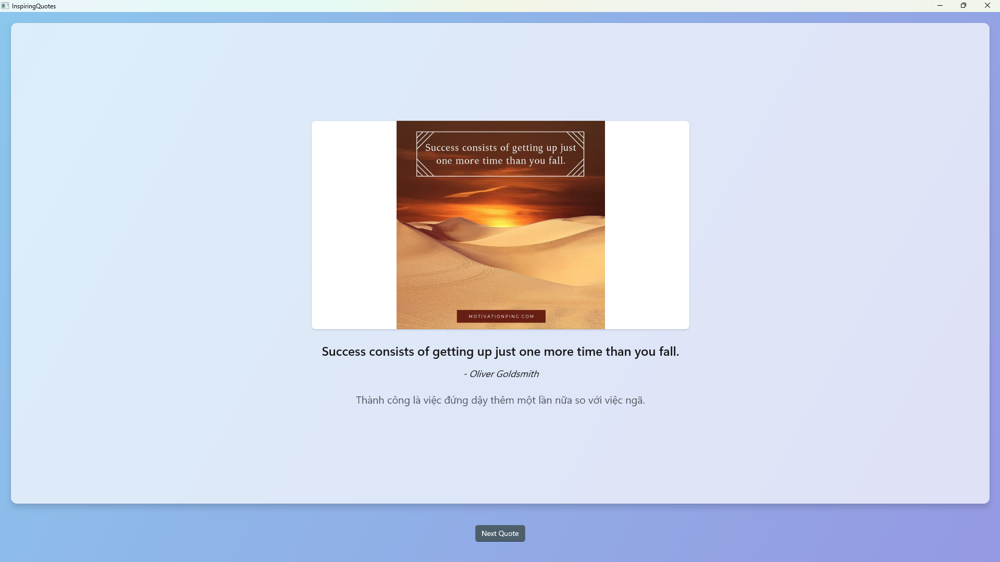 InspiringQuotes
Success consists of getting up just
one more time than you fall.
MOTIVATIONPING.COM
Success consists of getting up just one more time than you fall.
- Oliver Goldsmith
Thành công là việc đứng dậy thêm một lần nữa so với việc ngã.
Next Quote